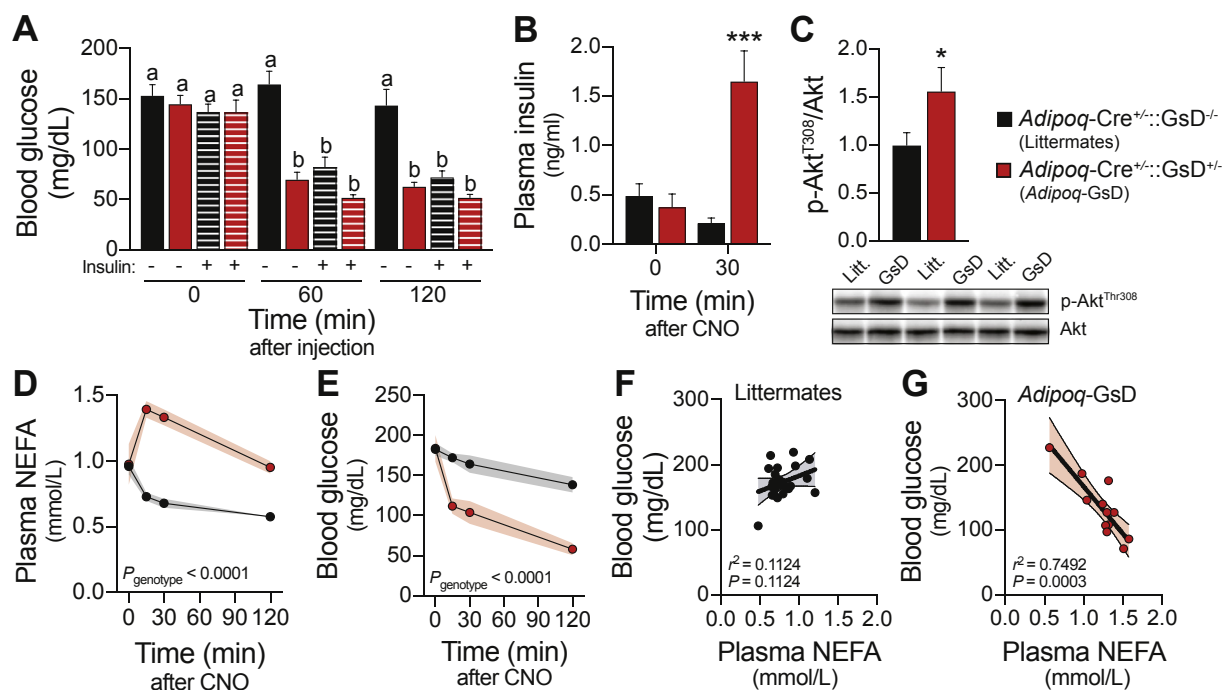 A
Blood glucose
(mg/dL)
200
150
100
50
0
a a a a
a b b b
a b b b
Insulin: - - + + - - + + - - + +
0 60 120
Time (min)
after injection
B
Plasma insulin
(ng/ml)
2.0
1.5
1.0
0.5
0.0
***
0 30
Time (min)
after CNO
C
p-Akt^T308/Akt
2.0
1.5
1.0
0.5
0.0
*
Litt. GsD Litt. GsD Litt. GsD
p-Akt^Thr308
Akt
Adipoq-Cre+/-::GsD-/-
(Littermates)
Adipoq-Cre+/-::GsD+/-
(Adipoq-GsD)
D
Plasma NEFA
(mmol/L)
1.5
1.0
0.5
0.0
P genotype < 0.0001
0 30 60 90 120
Time (min)
after CNO
E
Blood glucose
(mg/dL)
250
200
150
100
50
0
P genotype < 0.0001
0 30 60 90 120
Time (min)
after CNO
F
Littermates
Blood glucose
(mg/dL)
300
200
100
0
r² = 0.1124
P = 0.1124
0.0 0.5 1.0 1.5 2.0
Plasma NEFA
(mmol/L)
G
Adipoq-GsD
Blood glucose
(mg/dL)
300
200
100
0
r² = 0.7492
P = 0.0003
0.0 0.5 1.0 1.5 2.0
Plasma NEFA
(mmol/L)